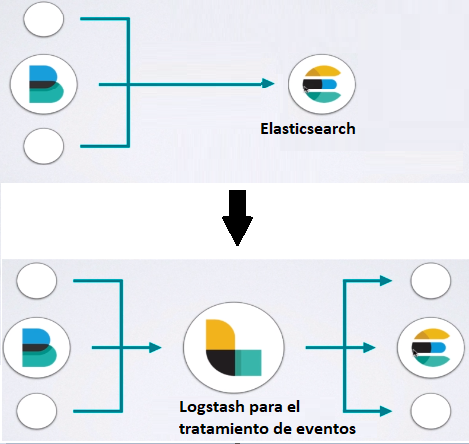 Elasticsearch
Logstash para el
tratamiento de eventos